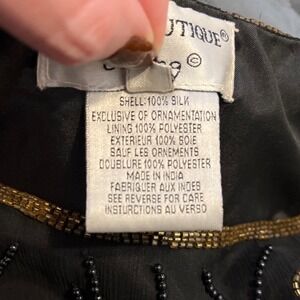 UTIQUE®
©
SHELL: 100% SILK
EXCLUSIVE OF ORNAMENTATION
LINING 100% POLYESTER
EXTERIEUR 100% SOIE
SAUF LES ORNEMENTS
DOUBLURE 100% POLYESTER
MADE IN INDIA
FABRIQUER AUX INDES
SEE REVERSE FOR CARE
INSTURCTIONS AU VERSO